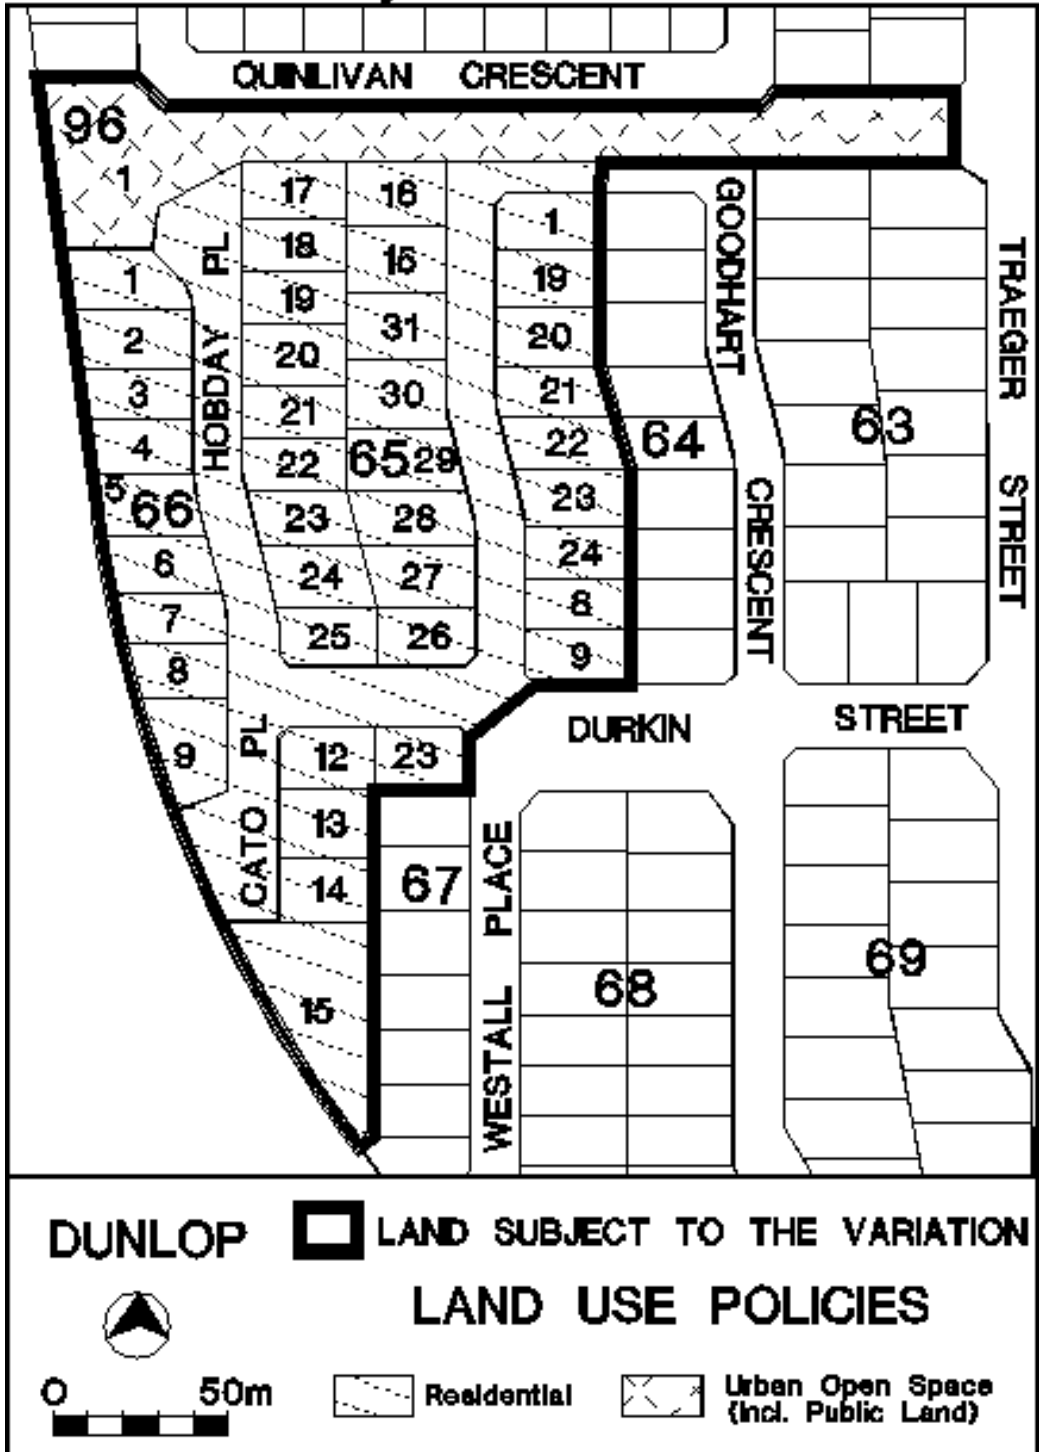 QUINLIVAN CRESCENT
96
1
17 16
1
18 15
1
19
19
2
31
20
20
3
30
21
21
4
22
65
29
22
64
63
5
66
23
28
23
6
24
27
24
7
8
25
26
8
9
9
HOBDAY PL
GOODHART
CRESCENT
TRAEGER STREET
DURKIN STREET
PL
CATO
12
23
13
14
15
67
WESTALL PLACE
68
69
DUNLOP
LAND SUBJECT TO THE VARIATION
LAND USE POLICIES
0 50m
Residential
Urban Open Space
(Incl. Public Land)